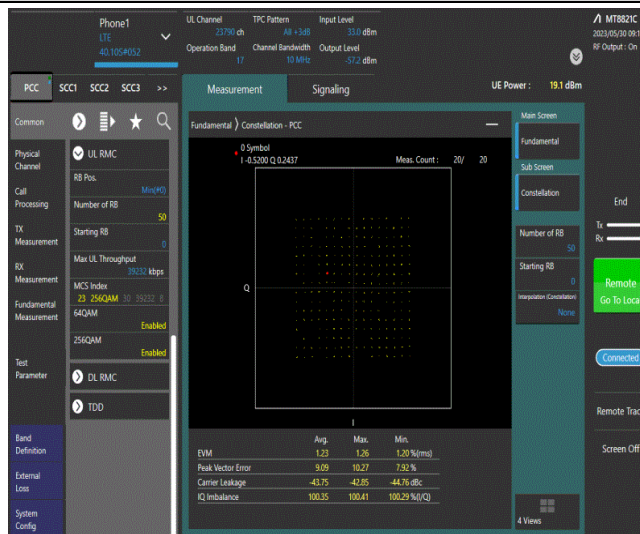 Phone1
LTE
40.105#052
UL Channel TPC Pattern Input Level
23790 ch All +3dB 33.0 dBm
Operation Band Channel Bandwidth Output Level
17 10 MHz -57.2 dBm
MT8821C
2023/05/30 09:1
RF Output : On
PCC SCC1 SCC2 SCC3 >>
Measurement Signaling UE Power : 19.1 dBm
Common
Physical
Channel
Call
Processing
TX
Measurement
RX
Measurement
Fundamental
Measurement
Test
Parameter
Band
Definition
External
Loss
System
Config
UL RMC
RB Pos.
Min(#0)
Number of RB
50
Starting RB
0
Max UL Throughput
39232 kbps
MCS Index
23 256QAM 30 39232 8
64QAM
Enabled
256QAM
Enabled
DL RMC
TDD
Fundamental Constellation - PCC
0 Symbol
I -0.5200 Q 0.2437 Meas. Count : 20/ 20
Q
I
Avg. Max. Min.
EVM 1.23 1.26 1.20 %(rms)
Peak Vector Error 9.09 10.27 7.92 %
Carrier Leakage -43.75 -42.85 -44.76 dBc
IQ Imbalance 100.35 100.41 100.29 %(I/Q)
Main Screen
Fundamental
Sub Screen
Constellation
Number of RB
50
Starting RB
0
Interpolation (Constellation)
None
4 Views
End
Tx
Rx
Remote
Go To Loca
Connected
Remote Trac
Screen Off